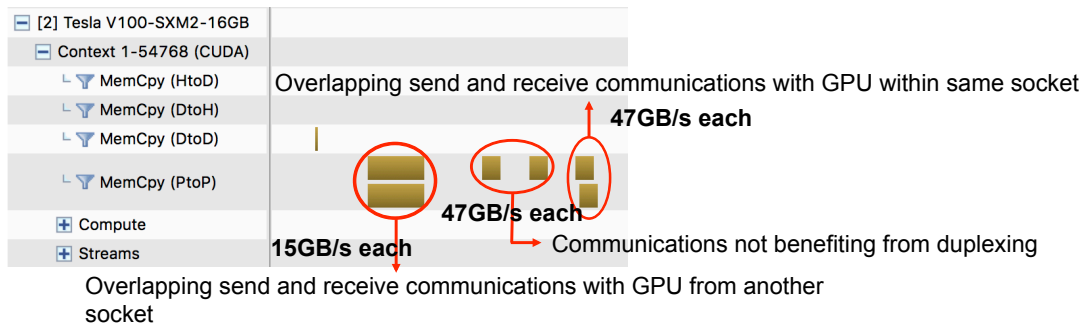 [2] Tesla V100-SXM2-16GB
Context 1-54768 (CUDA)
MemCpy (HtoD)
Overlapping send and receive communications with GPU within same socket
MemCpy (DtoH)
47GB/s each
MemCpy (DtoD)
MemCpy (PtoP)
47GB/s each
Compute
15GB/s each
Communications not benefiting from duplexing
Streams
Overlapping send and receive communications with GPU from another
socket